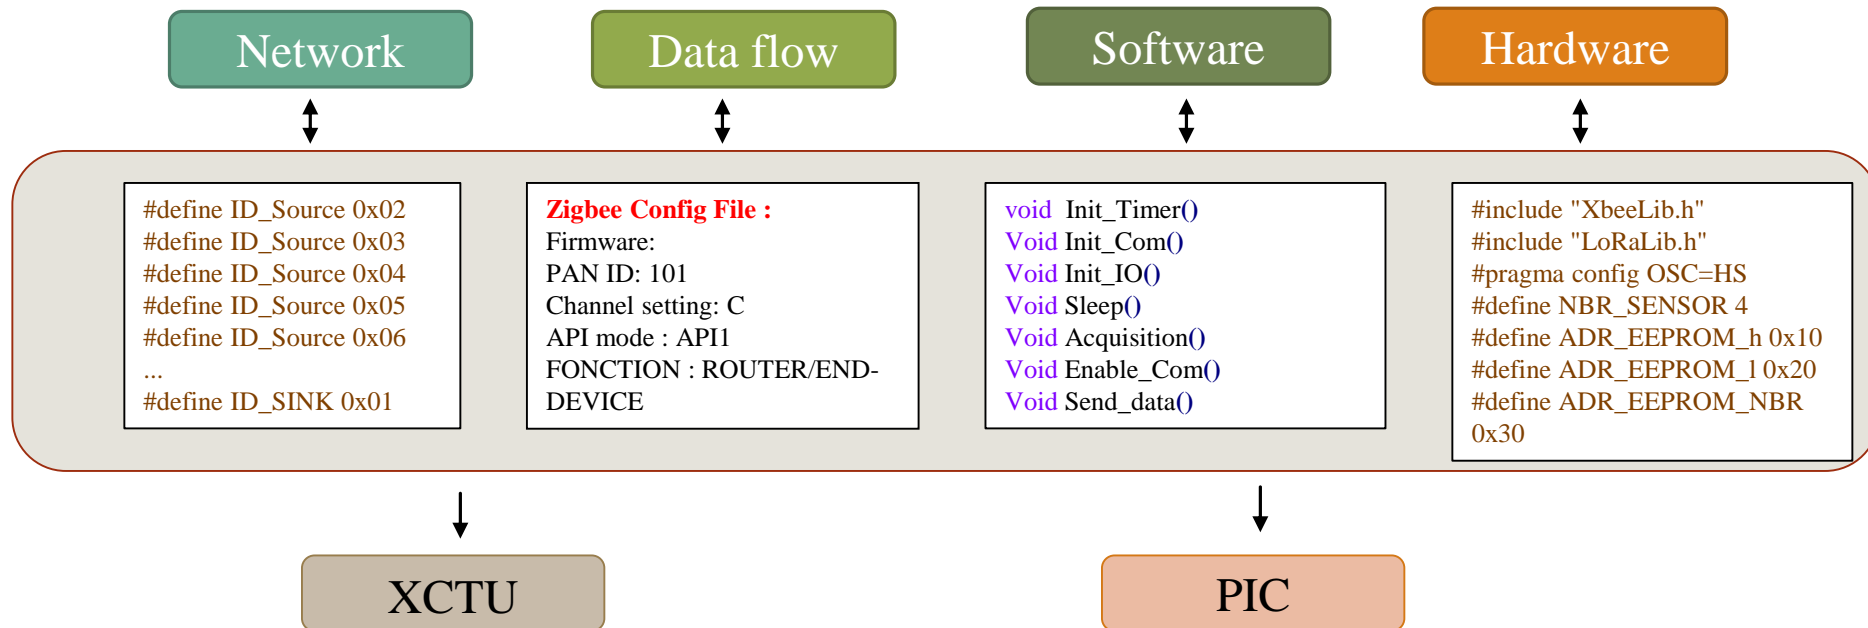 Network
Data flow
Software
Hardware
#define ID_Source 0x02
#define ID_Source 0x03
#define ID_Source 0x04
#define ID_Source 0x05
#define ID_Source 0x06
...
#define ID_SINK 0x01
Zigbee Config File :
Firmware:
PAN ID: 101
Channel setting: C
API mode : API1
FONCTION : ROUTER/END-
DEVICE
void Init_Timer()
Void Init_Com()
Void Init_IO()
Void Sleep()
Void Acquisition()
Void Enable_Com()
Void Send_data()
#include "XbeeLib.h"
#include "LoRaLib.h"
#pragma config OSC=HS
#define NBR_SENSOR 4
#define ADR_EEPROM_h 0x10
#define ADR_EEPROM_l 0x20
#define ADR_EEPROM_NBR
0x30
XCTU
PIC